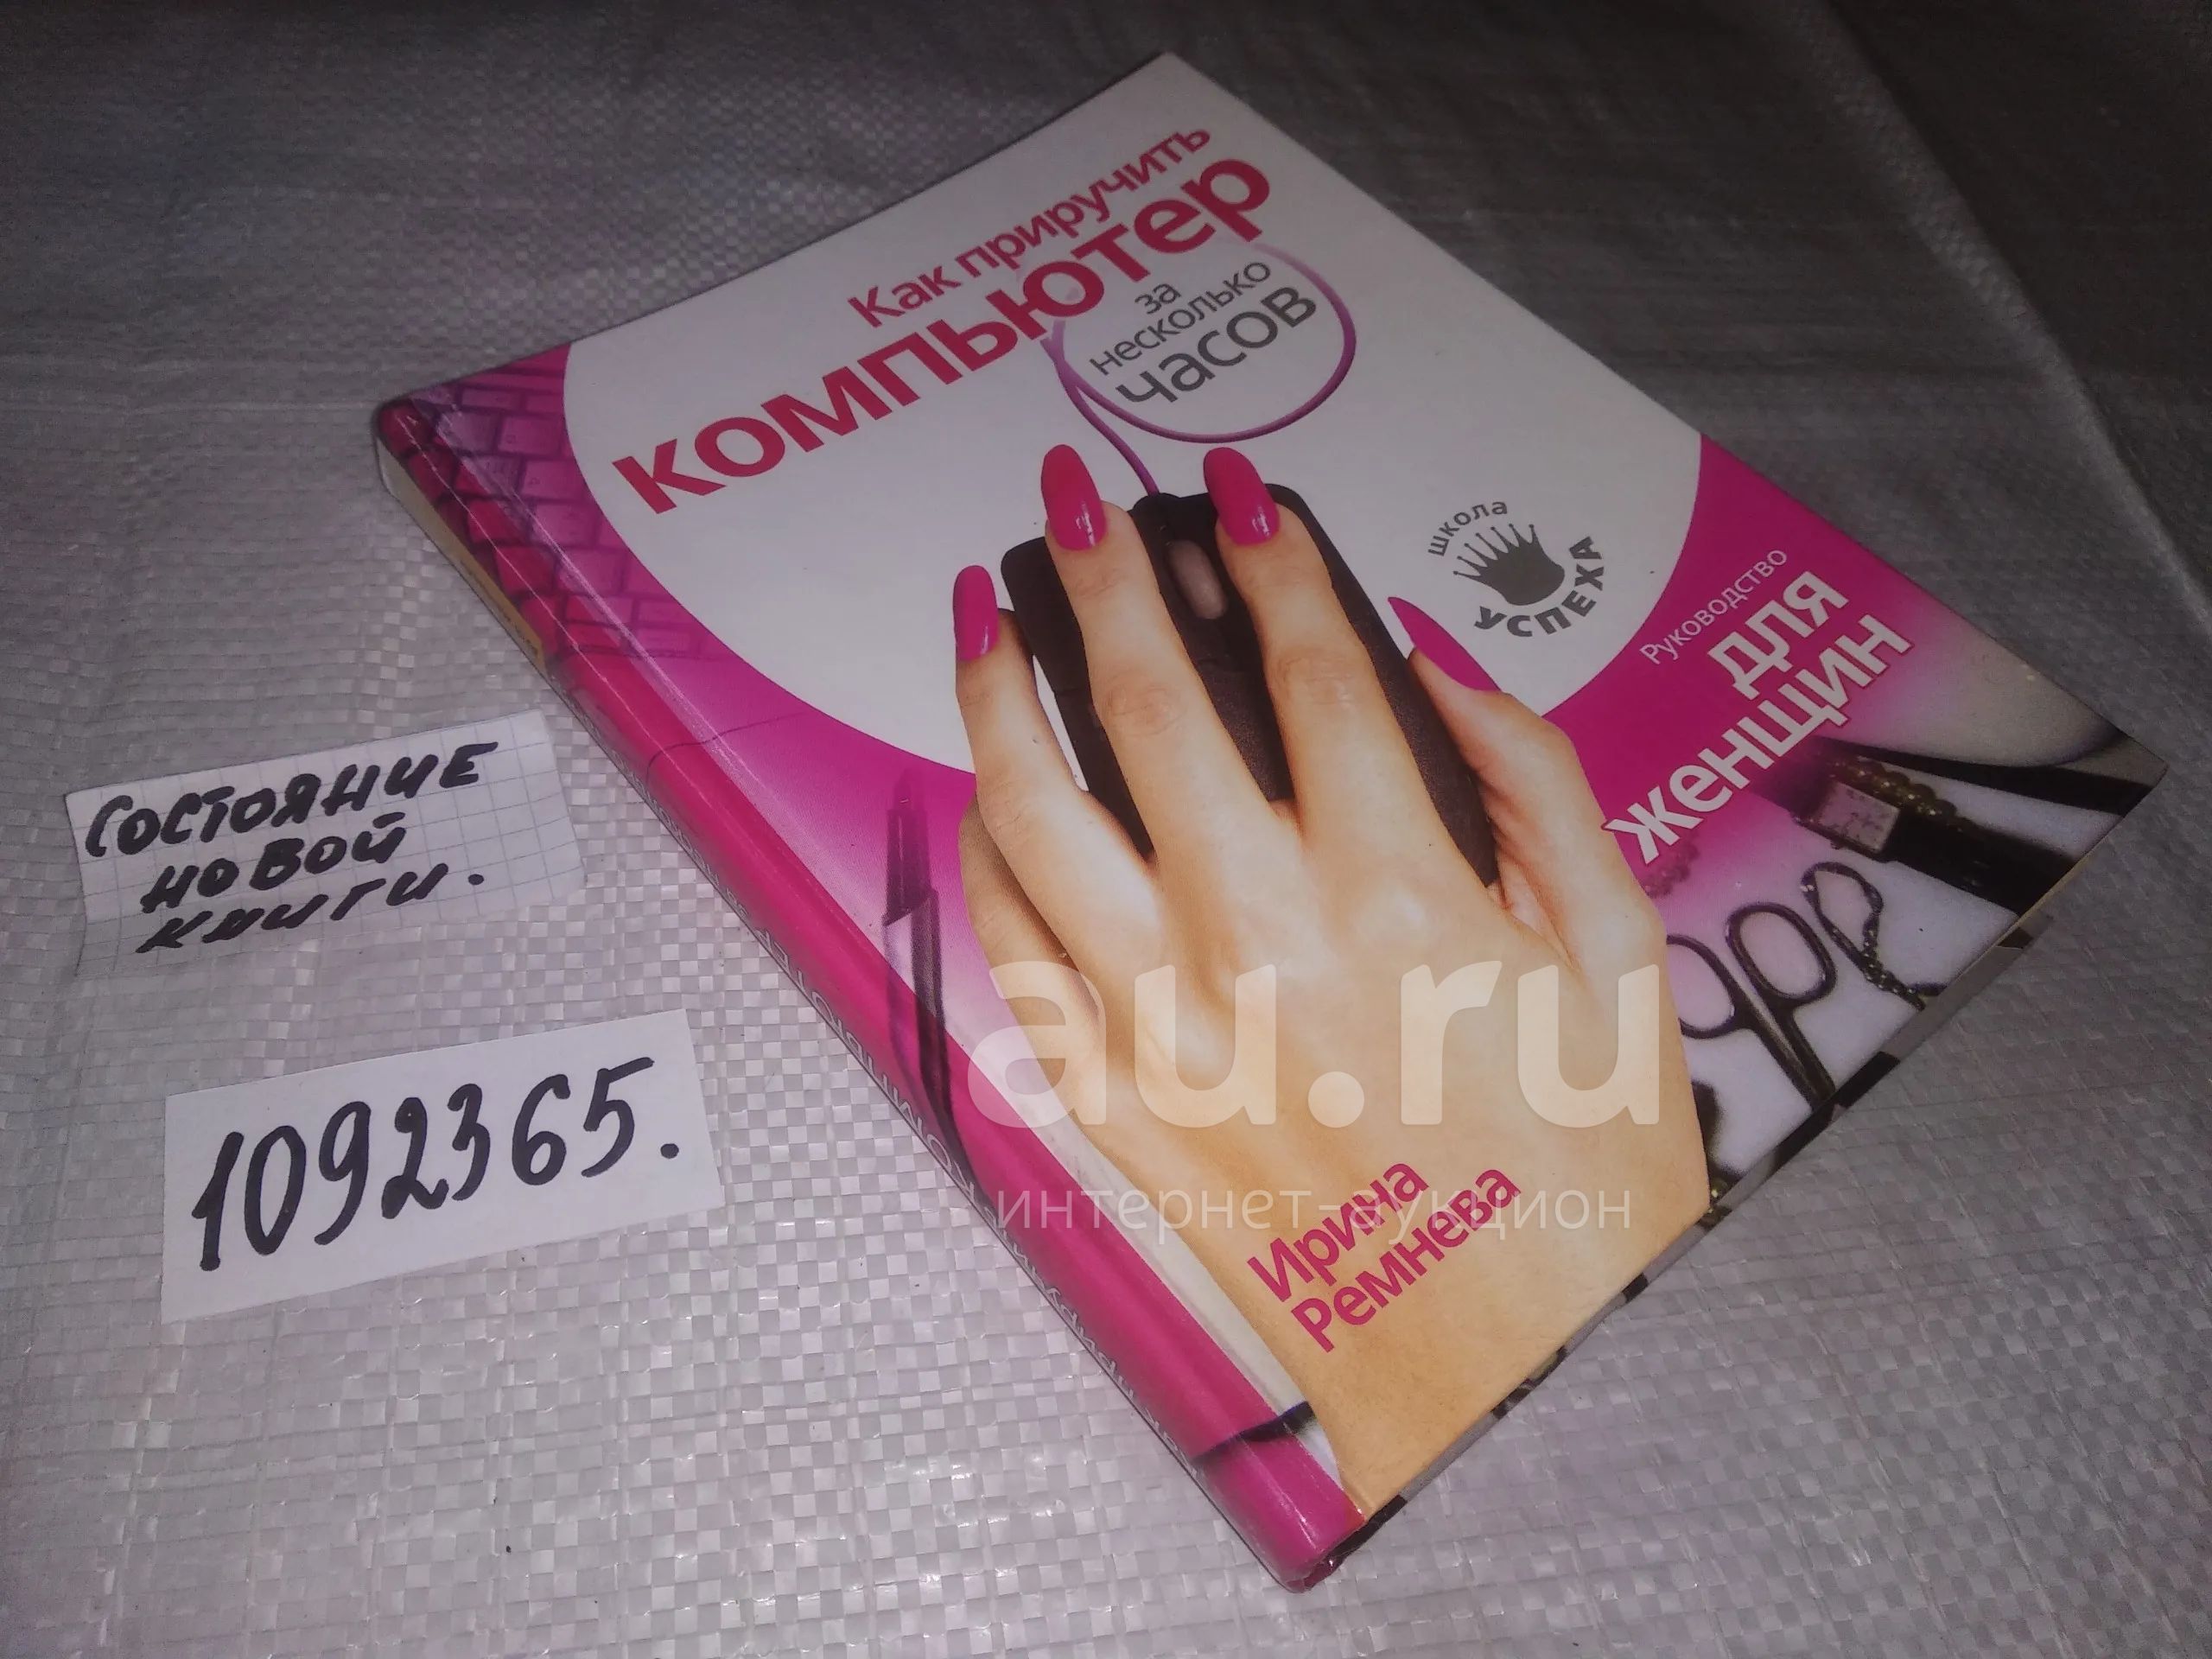 Как приручить
компьютер
за
несколько
часов
школа
УСПЕХА
Руководство
для
женщин
Ирина
Ремнева
СОСТОЯНИЕ
НОВОЙ
КНИГИ.
1092365.
au.ru
интернет-аукцион